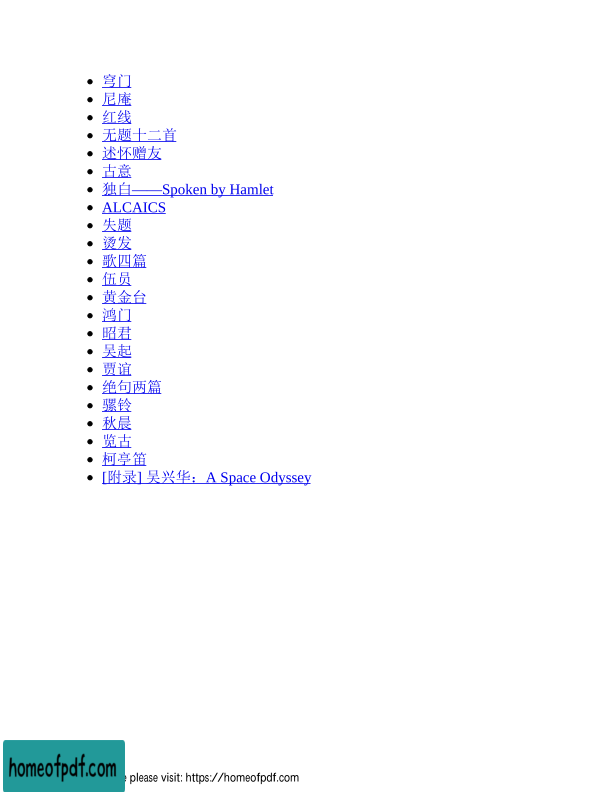 穹门
尼庵
红线
无题十二首
述怀赠友
古意
独白——Spoken by Hamlet
ALCAICS
失题
烫发
歌四篇
伍员
黄金台
鸿门
昭君
吴起
贾谊
绝句两篇
骡铃
秋晨
览古
柯亭笛
[附录] 吴兴华：A Space Odyssey
homeofpdf.com
please visit: https://homeofpdf.com